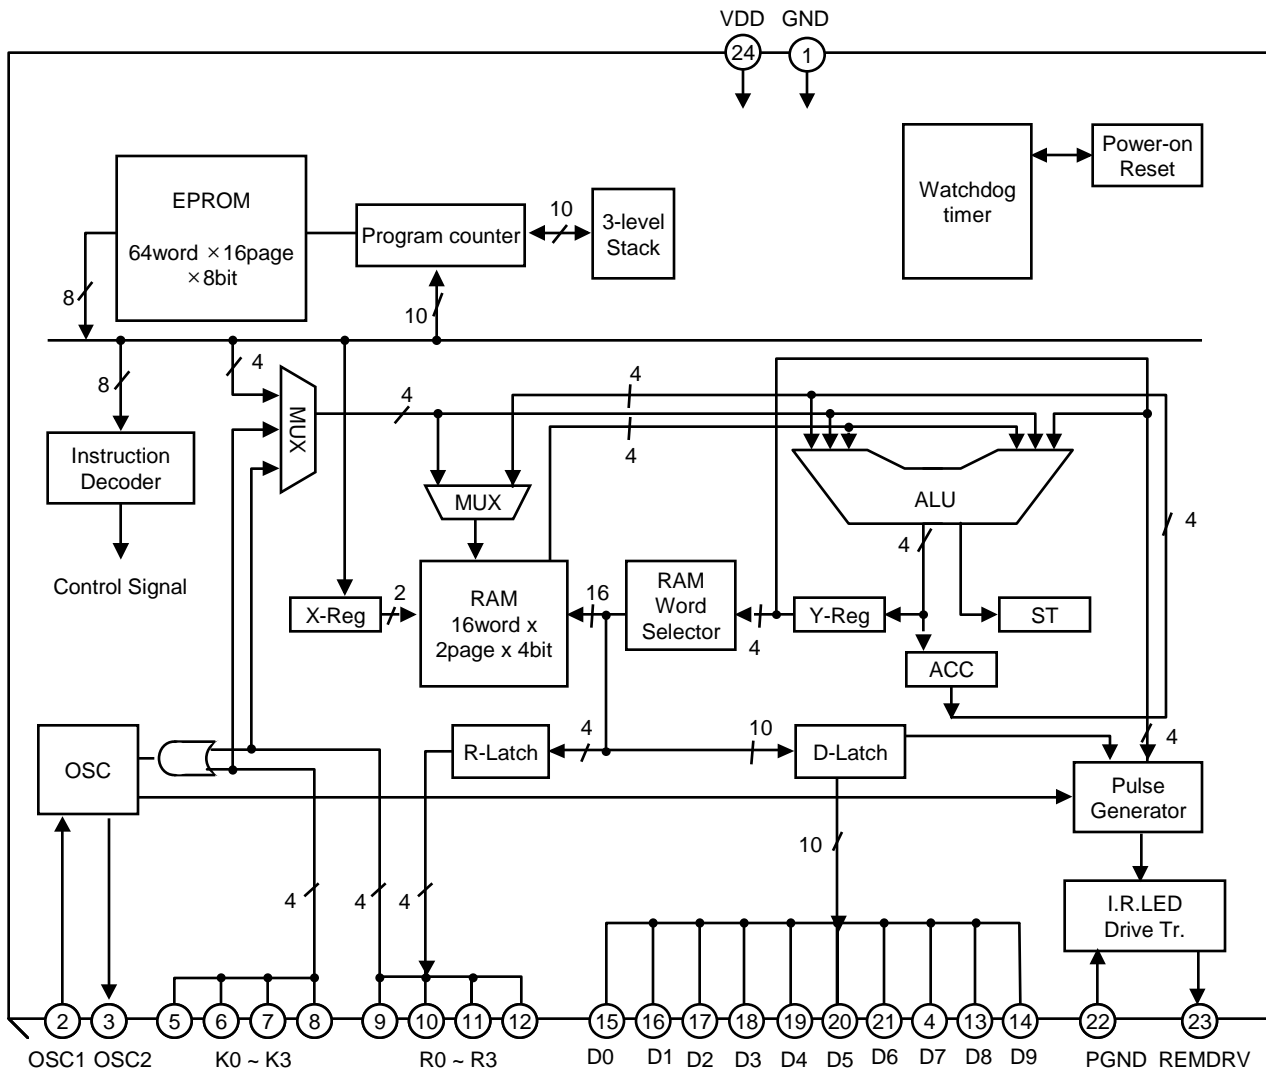 VDD GND
24 1
EPROM
64word ×16page
×8bit
Program counter
10
3-level
Stack
Watchdog
timer
Power-on
Reset
8
10
8
4
MUX
4
4
4
Instruction
Decoder
Control Signal
MUX
ALU
4
4
X-Reg
2
RAM
16word x
2page x 4bit
16
RAM
Word
Selector
4
Y-Reg
ST
ACC
OSC
R-Latch
4
10
D-Latch
4
Pulse
Generator
10
I.R.LED
Drive Tr.
4
4
4
2 3 5 6 7 8 9 10 11 12 15 16 17 18 19 20 21 4 13 14 22 23
OSC1 OSC2 K0 ~ K3 R0 ~ R3 D0 D1 D2 D3 D4 D5 D6 D7 D8 D9 PGND REMDRV